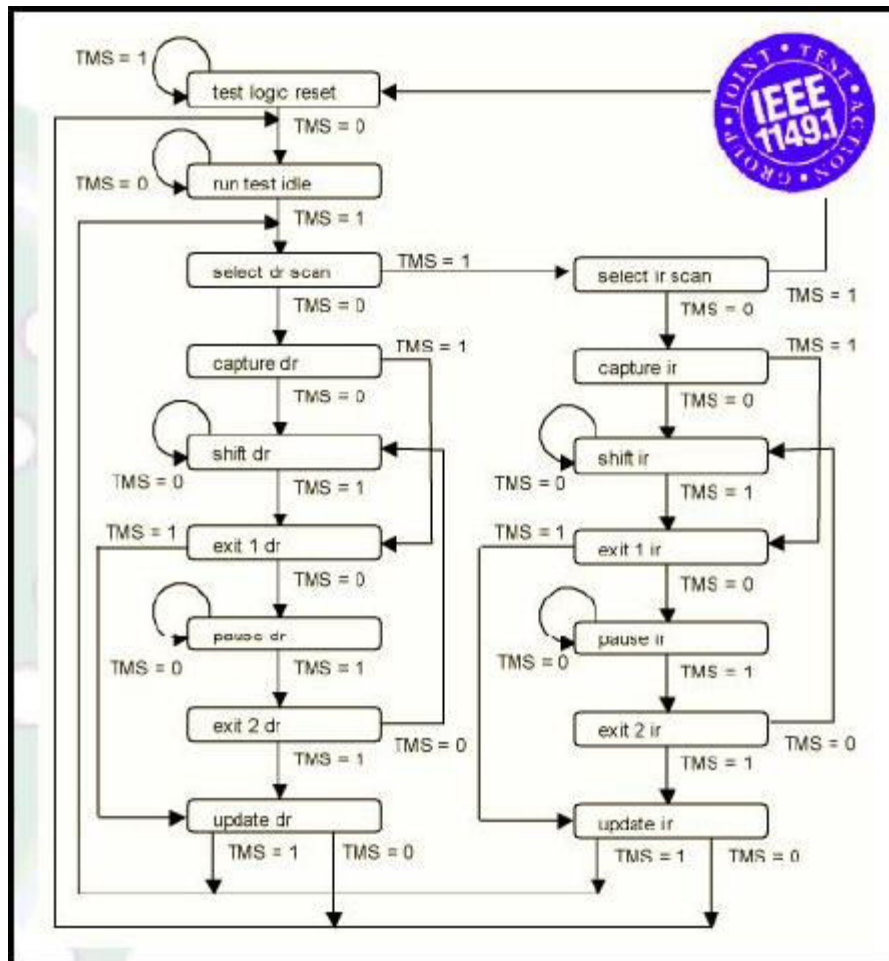 TMS = 1
test logic reset
TMS = 0
JOINT • TEST • ACTION • GROUP •
IEEE
1149.1
TMS = 0
run test idle
TMS = 1
select dr scan
TMS = 1
select ir scan
TMS = 1
TMS = 0
TMS = 0
capture dr
TMS = 1
capture ir
TMS = 1
TMS = 0
TMS = 0
shift dr
TMS = 0
TMS = 1
shift ir
TMS = 0
TMS = 1
TMS = 1
exit 1 dr
TMS = 0
TMS = 1
exit 1 ir
TMS = 0
pause dr
TMS = 0
TMS = 1
pause ir
TMS = 0
TMS = 1
exit 2 dr
TMS = 0
TMS = 1
exit 2 ir
TMS = 0
TMS = 1
update dr
TMS = 1
TMS = 0
update ir
TMS = 1
TMS = 0